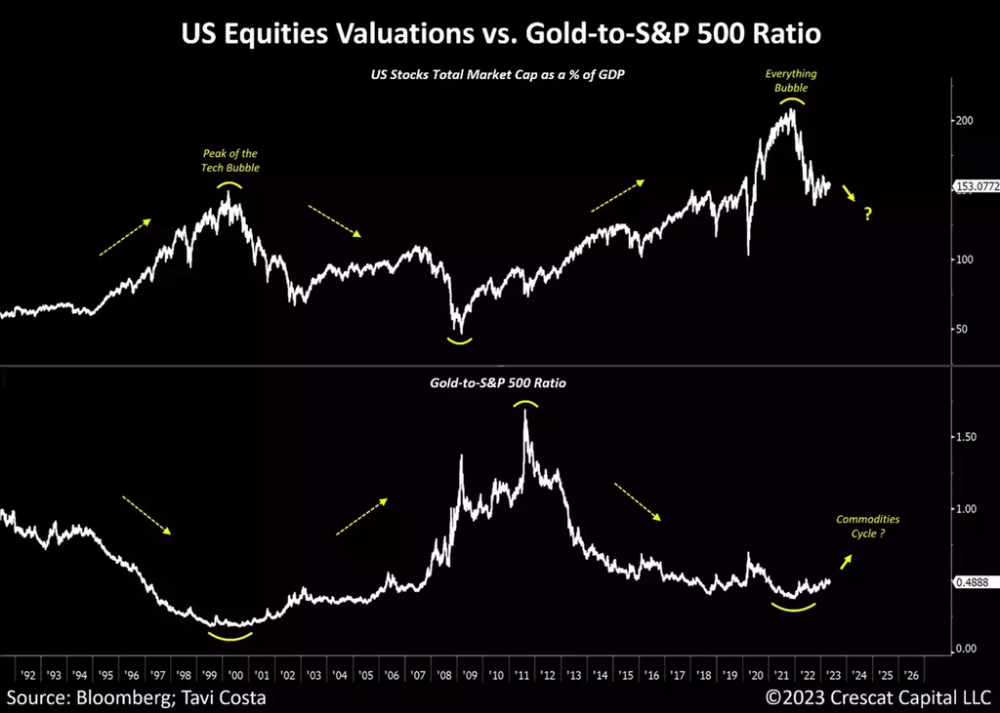 US Equities Valuations vs. Gold-to-S&P 500 Ratio
US Stocks Total Market Cap as a % of GDP
Everything
Bubble
Peak of the
Tech Bubble
200
153.0772
?
100
50
Gold-to-S&P 500 Ratio
1.50
1.00
Commodities
Cycle ?
0.4888
0.00
'92 '93 '94 '95 '96 '97 '98 '99 '00 '01 '02 '03 '04 '05 '06 '07 '08 '09 '10 '11 '12 '13 '14 '15 '16 '17 '18 '19 '20 '21 '22 '23 '24 '25 '26
Source: Bloomberg; Tavi Costa
©2023 Crescat Capital LLC